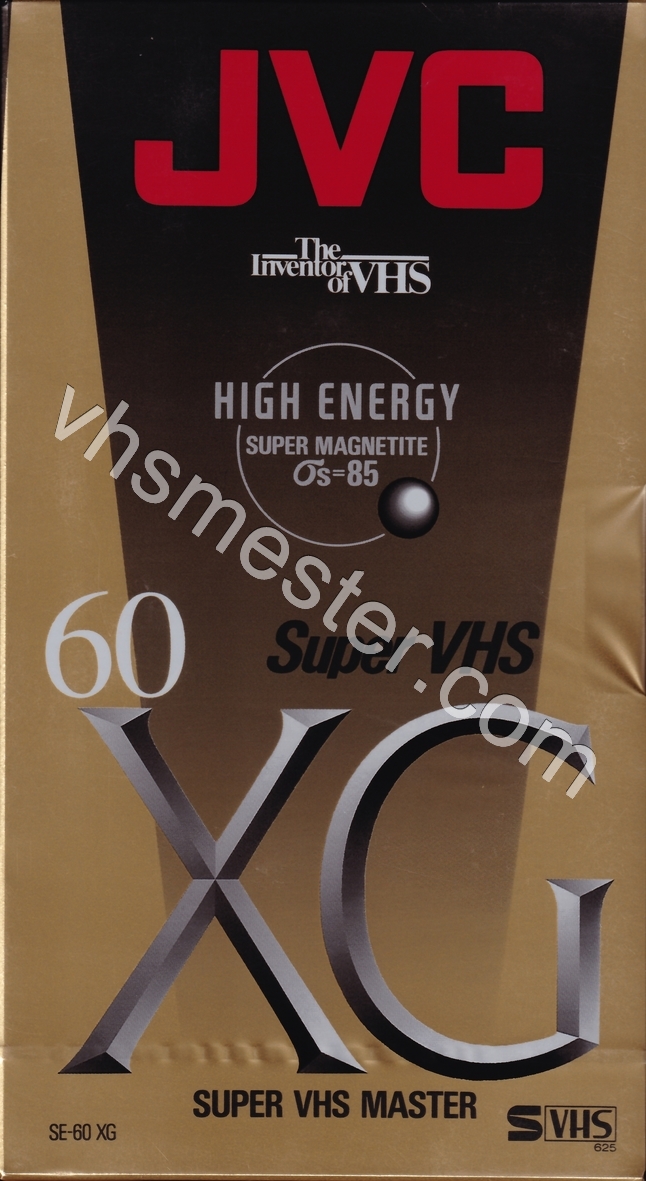 JVC
The
Inventor
of VHS
HIGH ENERGY
SUPER MAGNETITE
σs=85
vhsmester.com
60
Super VHS
XG
SUPER VHS MASTER
SE-60 XG
S VHS
625